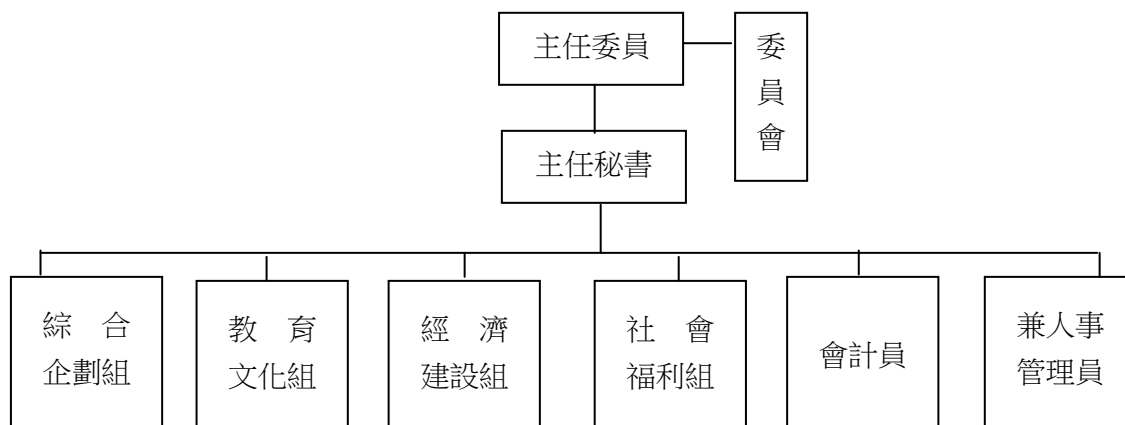 主任委員
委員會
主任秘書
綜 合
企劃組
教 育
文化組
經 濟
建設組
社 會
福利組
會計員
兼人事
管理員